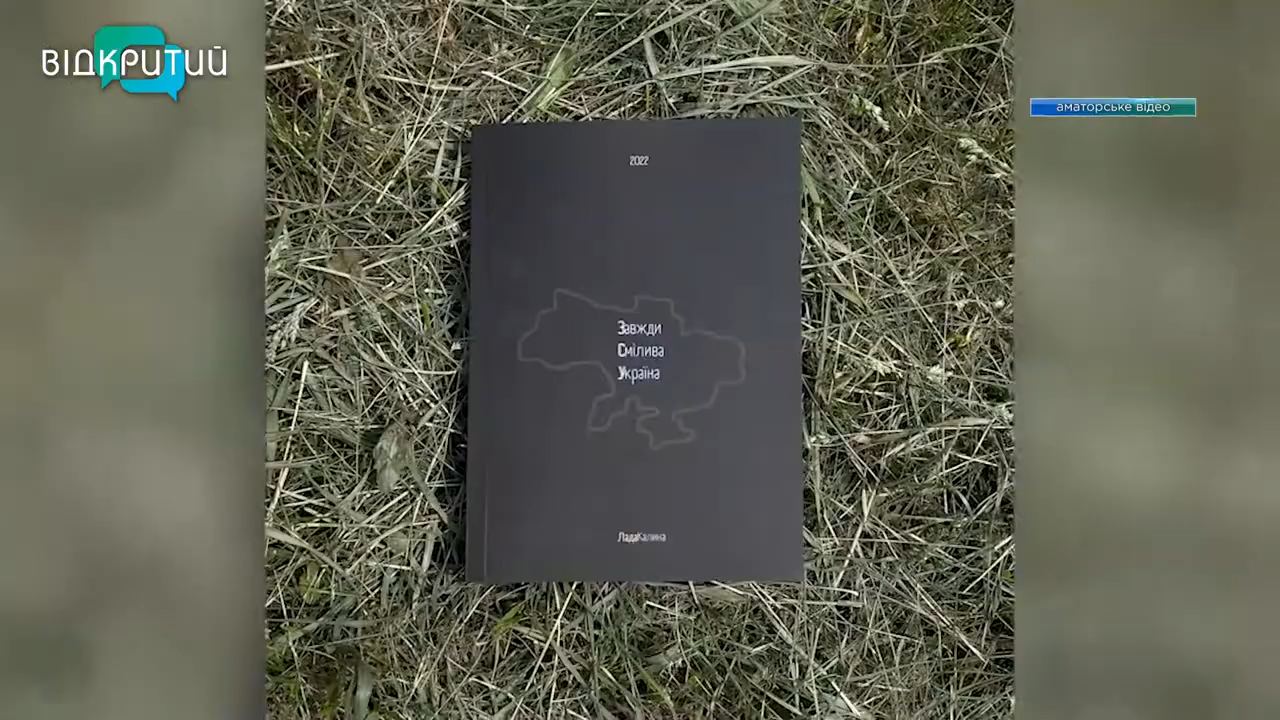 ВІДКРИТИЙ
аматорське відео
2022
Завжди
Смілива
Україна
ЛадаКалина